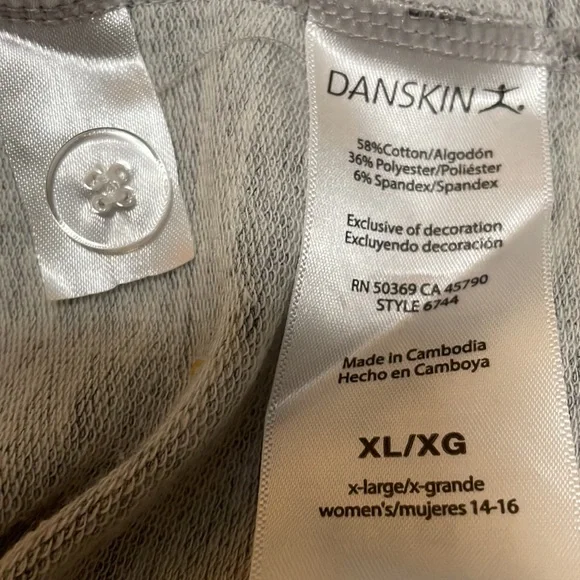 DANSKIN
58%Cotton/Algodón
36% Polyester/Poliéster
6% Spandex/Spandex
Exclusive of decoration
Excluyendo decoración
RN 50369 CA 45790
STYLE 6744
Made in Cambodia
Hecho en Camboya
XL/XG
x-large/x-grande
women's/mujeres 14-16